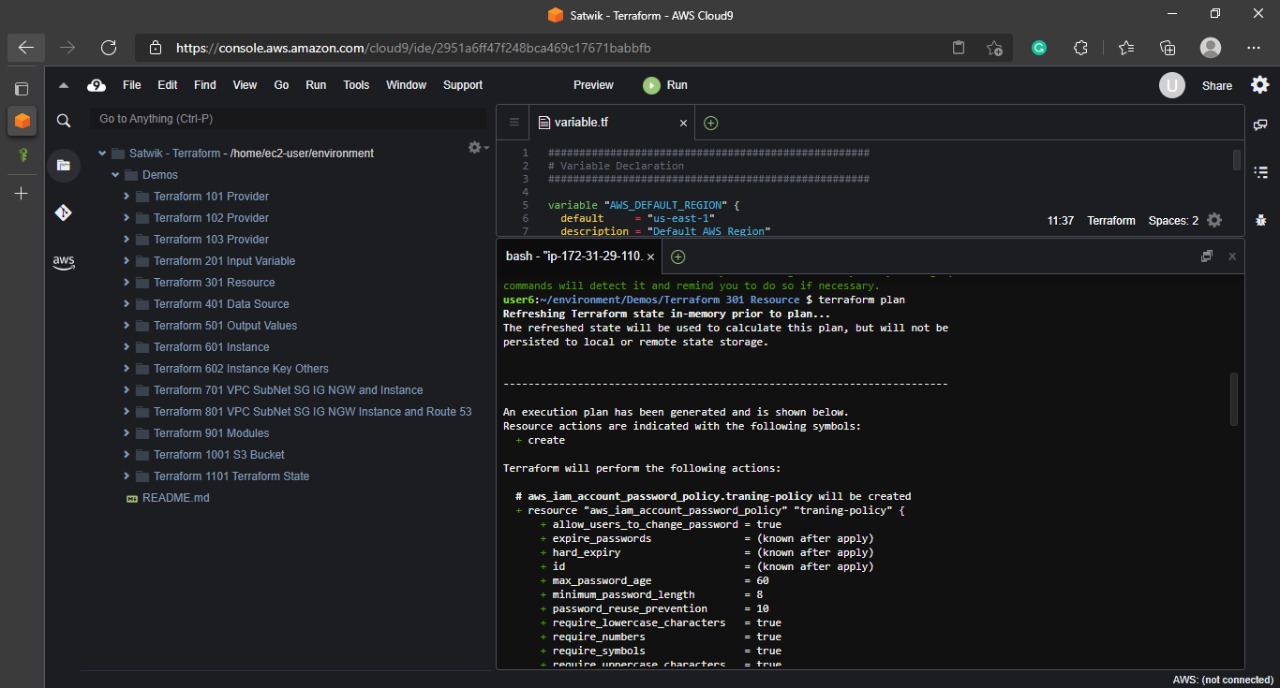 Satwik - Terraform - AWS Cloud9
https://console.aws.amazon.com/cloud9/ide/2951a6ff47f248bca469c17671babbfb
9 File Edit Find View Go Run Tools Window Support Preview Run U Share
Go to Anything (Ctrl-P)
aws
Satwik - Terraform - /home/ec2-user/environment
Demos
Terraform 101 Provider
Terraform 102 Provider
Terraform 103 Provider
Terraform 201 Input Variable
Terraform 301 Resource
Terraform 401 Data Source
Terraform 501 Output Values
Terraform 601 Instance
Terraform 602 Instance Key Others
Terraform 701 VPC SubNet SG IG NGW and Instance
Terraform 801 VPC SubNet SG IG NGW Instance and Route 53
Terraform 901 Modules
Terraform 1001 S3 Bucket
Terraform 1101 Terraform State
README.md
variable.tf
1 ####################################################
2 # Variable Declaration
3 ####################################################
4
5 variable "AWS_DEFAULT_REGION" {
6 default = "us-east-1"
7 description = "Default AWS Region"
11:37 Terraform Spaces: 2
bash - "ip-172-31-29-110.
commands will detect it and remind you to do so if necessary.
user6:~/environment/Demos/Terraform 301 Resource $ terraform plan
Refreshing Terraform state in-memory prior to plan...
The refreshed state will be used to calculate this plan, but will not be
persisted to local or remote state storage.
------------------------------------------------------------------------
An execution plan has been generated and is shown below.
Resource actions are indicated with the following symbols:
+ create
Terraform will perform the following actions:
# aws_iam_account_password_policy.traning-policy will be created
+ resource "aws_iam_account_password_policy" "traning-policy" {
+ allow_users_to_change_password = true
+ expire_passwords = (known after apply)
+ hard_expiry = (known after apply)
+ id = (known after apply)
+ max_password_age = 60
+ minimum_password_length = 8
+ password_reuse_prevention = 10
+ require_lowercase_characters = true
+ require_numbers = true
+ require_symbols = true
+ require_uppercase_characters = true
AWS: (not connected)